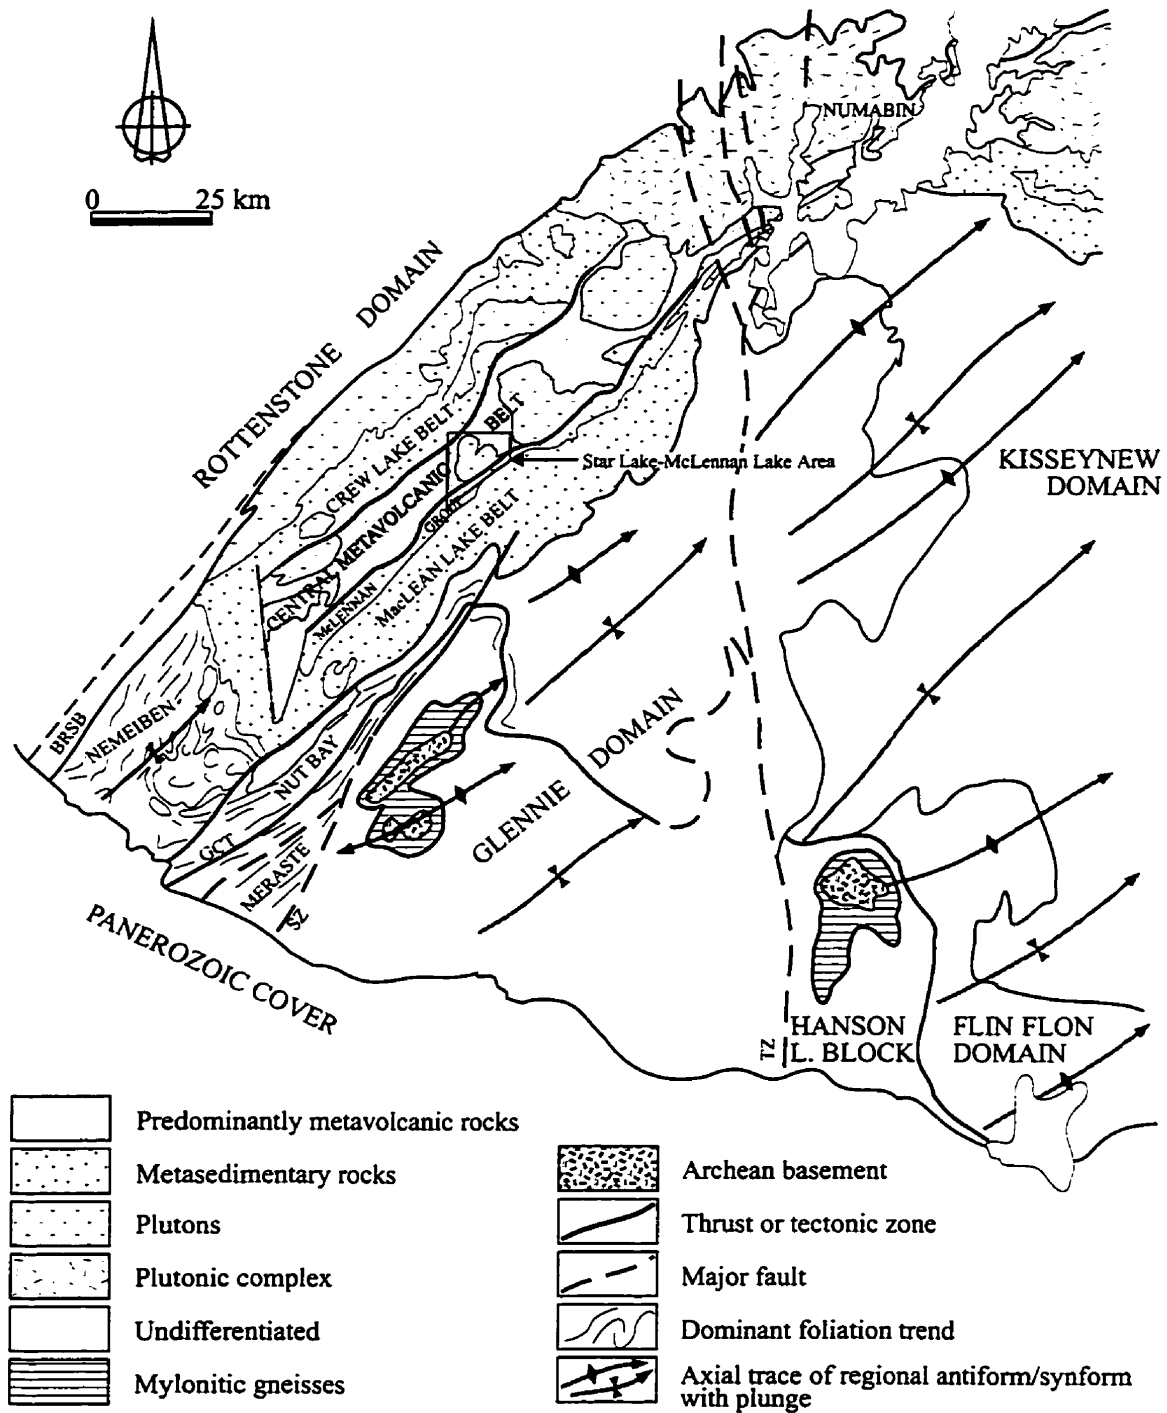 NUMABIN
0 25 km
ROTTENSTONE DOMAIN
CREW LAKE BELT
CENTRAL METAVOLCANIC BELT
Star Lake-McLennan Lake Area
KISSEYNEW
DOMAIN
McLENNAN GROUP
MacLEAN LAKE BELT
BRSB
NEMEIBEN
NUT BAY
GCT
MERASTE
SZ
GLENNIE DOMAIN
PANEROZOIC COVER
TZ
HANSON
L. BLOCK
FLIN FLON
DOMAIN
Predominantly metavolcanic rocks
Metasedimentary rocks
Plutons
Plutonic complex
Undifferentiated
Mylonitic gneisses
Archean basement
Thrust or tectonic zone
Major fault
Dominant foliation trend
Axial trace of regional antiform/synform
with plunge